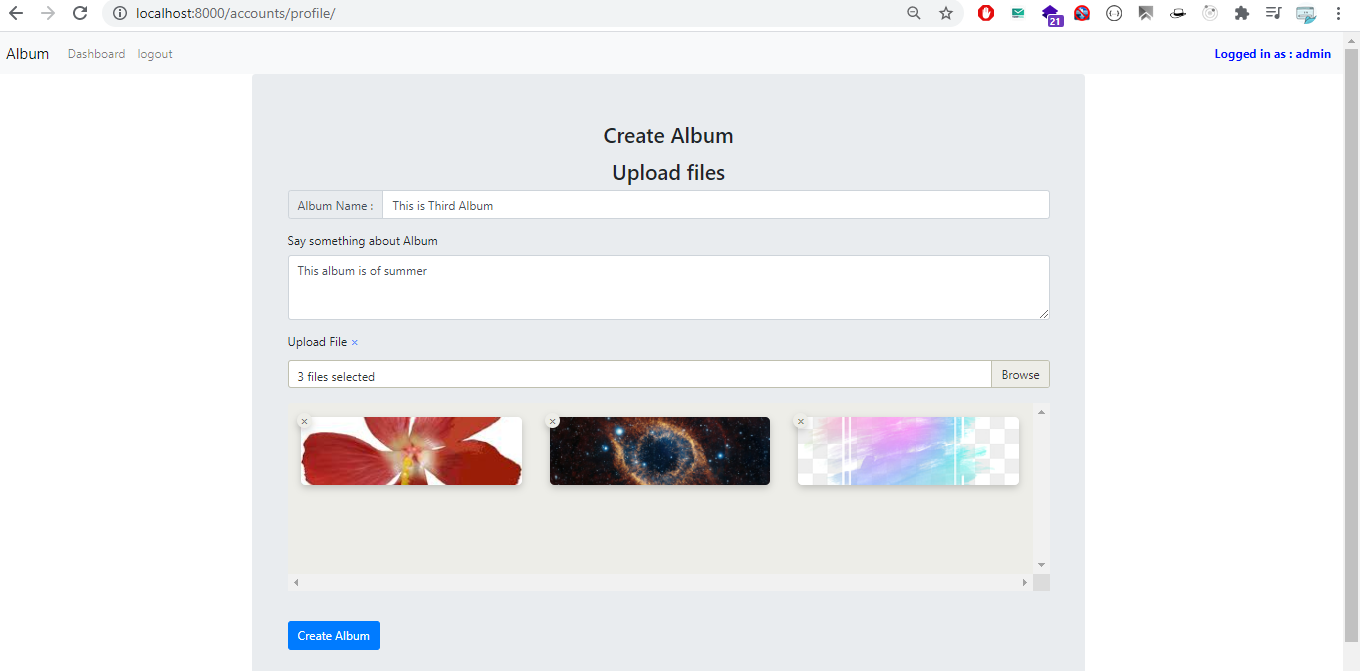 localhost:8000/accounts/profile/
21
Album Dashboard logout Logged in as : admin
Create Album
Upload files
Album Name : This is Third Album
Say something about Album
This album is of summer
Upload File ×
3 files selected Browse
Create Album